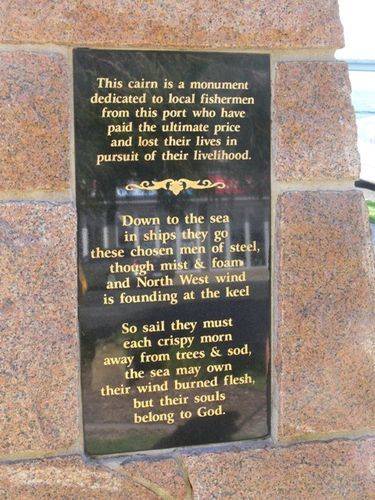 This cairn is a monument
dedicated to local fishermen
from this port who have
paid the ultimate price
and lost their lives in
pursuit of their livelihood.
Down to the sea
in ships they go
these chosen men of steel,
though mist & foam
and North West wind
is founding at the keel
So sail they must
each crispy morn
away from trees & sod,
the sea may own
their wind burned flesh,
but their souls
belong to God.